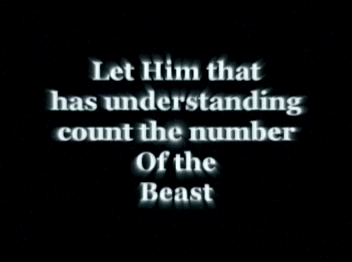 Let Him that
has understanding
count the number
Of the
Beast